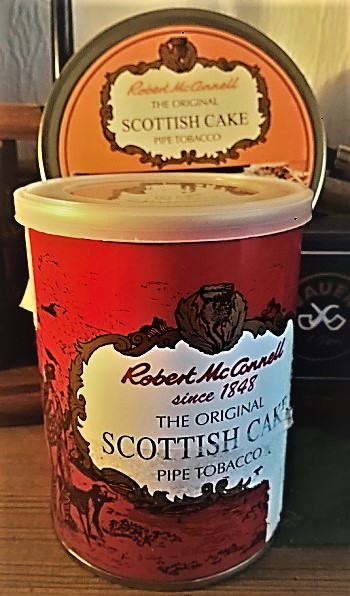 Robert McConnell
THE ORIGINAL
SCOTTISH CAKE
PIPE TOBACCO
Robert McConnell
since 1848
THE ORIGINAL
SCOTTISH CAKE
PIPE TOBACCO